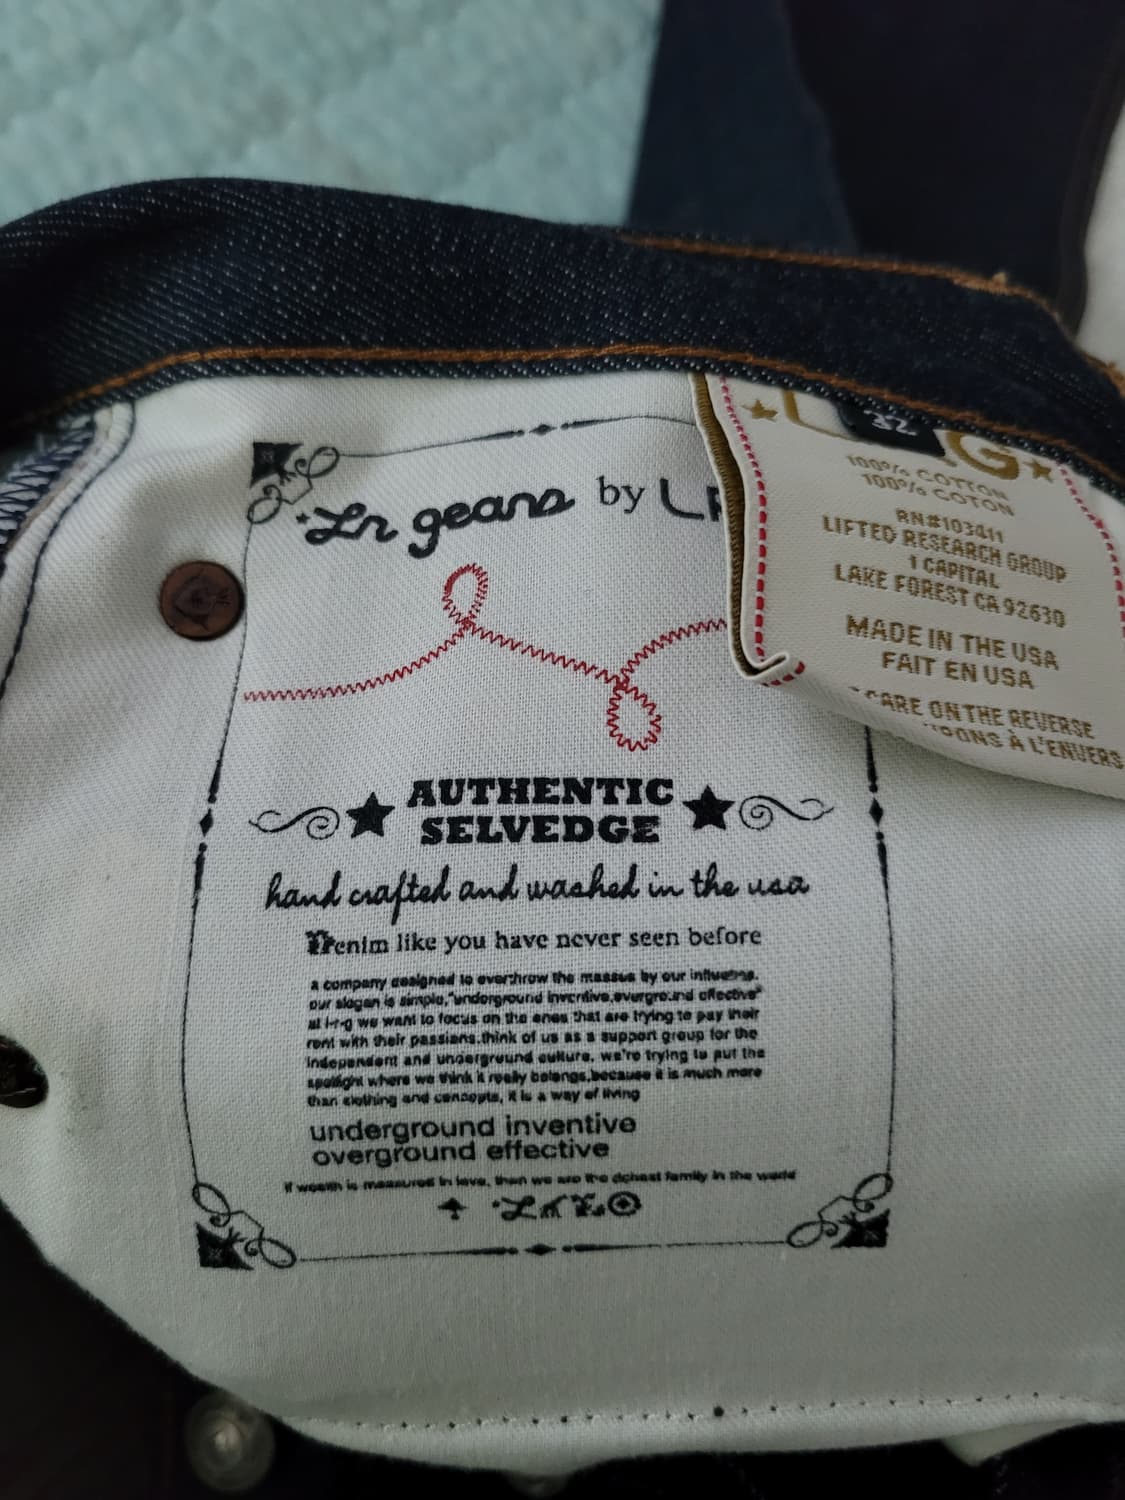 Lr geans by LR
AUTHENTIC
SELVEDGE
hand crafted and washed in the usa
Denim like you have never seen before
a company designed to overthrow the masses by our influences.
our slogan is simple,"underground inventive,overground effective"
at l-r-g we want to focus on the ones that are trying to pay their
rent with their passions.think of us as a support group for the
independent and underground culture. we're trying to put the
spotlight where we think it really belongs,because it is much more
than clothing and concepts, it is a way of living
underground inventive
overground effective
if wealth is measured in love, then we are the richest family in the world
L G
32
100% COTTON
100% COTON
RN#103411
LIFTED RESEARCH GROUP
1 CAPITAL
LAKE FOREST CA 92630
MADE IN THE USA
FAIT EN USA
CARE ON THE REVERSE
À L'ENVERS